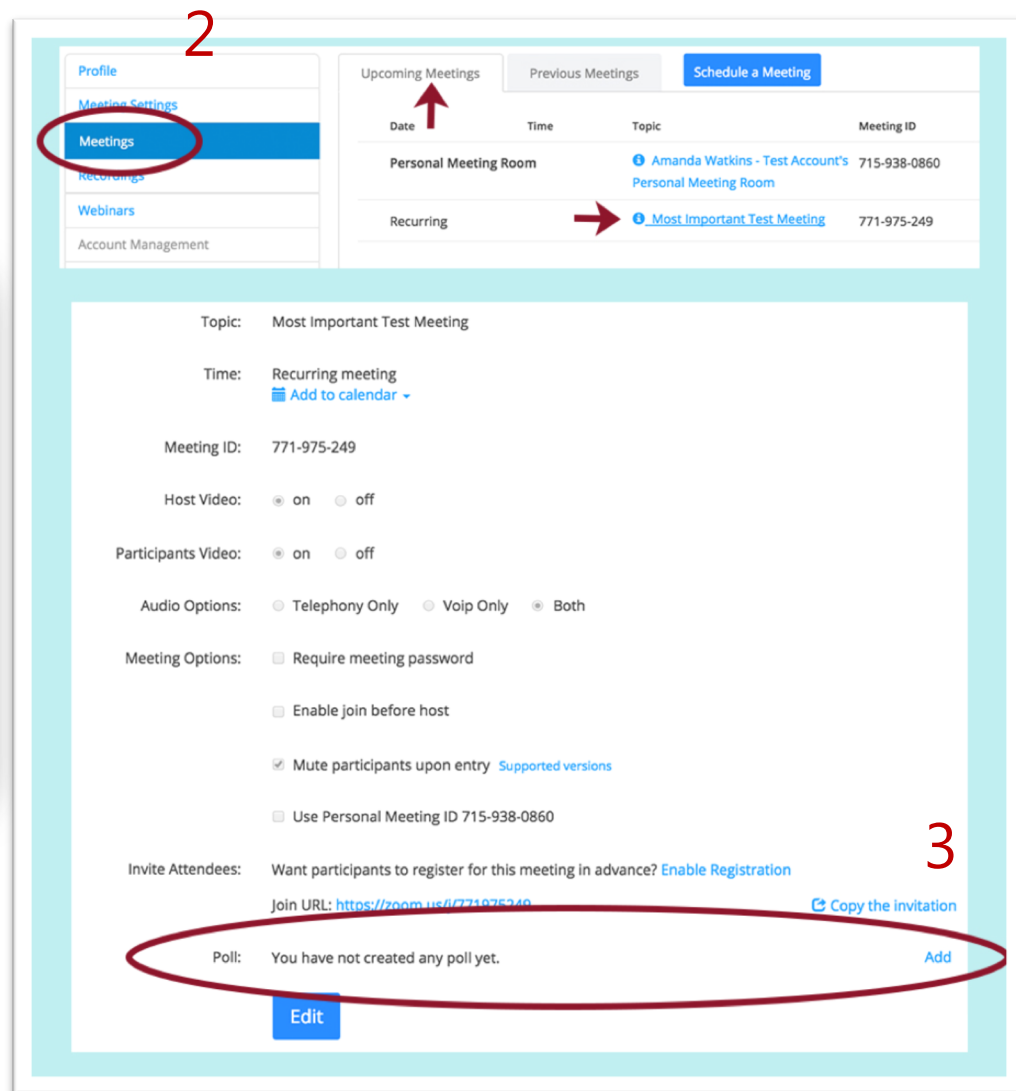 2
Profile
Meeting Settings
Meetings
Recordings
Webinars
Account Management
Upcoming Meetings Previous Meetings Schedule a Meeting
Date Time Topic Meeting ID
Personal Meeting Room Amanda Watkins - Test Account's 715-938-0860
Personal Meeting Room
Recurring Most Important Test Meeting 771-975-249
Topic: Most Important Test Meeting
Time: Recurring meeting
Add to calendar
Meeting ID: 771-975-249
Host Video: on off
Participants Video: on off
Audio Options: Telephony Only Voip Only Both
Meeting Options: Require meeting password
Enable join before host
Mute participants upon entry Supported versions
Use Personal Meeting ID 715-938-0860
3
Invite Attendees: Want participants to register for this meeting in advance? Enable Registration
Join URL: https://zoom.us/j/771975249 Copy the invitation
Poll: You have not created any poll yet. Add
Edit